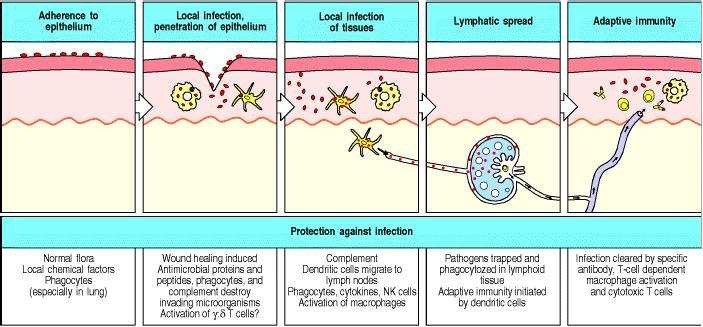 Adherence to
epithelium
Local infection,
penetration of epithelium
Local infection
of tissues
Lymphatic spread
Adaptive immunity
Protection against infection
Normal flora
Local chemical factors
Phagocytes
(especially in lung)
Wound healing induced
Antimicrobial proteins and
peptides, phagocytes, and
complement destroy
invading microorganisms
Activation of γ:δ T cells?
Complement
Dendritic cells migrate to
lymph nodes
Phagocytes, cytokines, NK cells
Activation of macrophages
Pathogens trapped and
phagocytozed in lymphoid
tissue
Adaptive immunity initiated
by dendritic cells
Infection cleared by specific
antibody, T-cell dependent
macrophage activation
and cytotoxic T cells